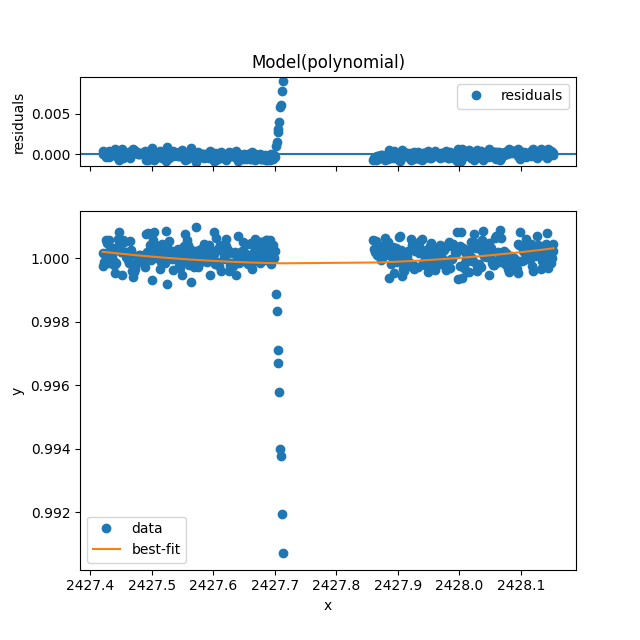 Model(polynomial)
residuals
0.005
0.000
residuals
1.000
0.998
0.996
0.994
0.992
y
data
best-fit
2427.4 2427.5 2427.6 2427.7 2427.8 2427.9 2428.0 2428.1
x